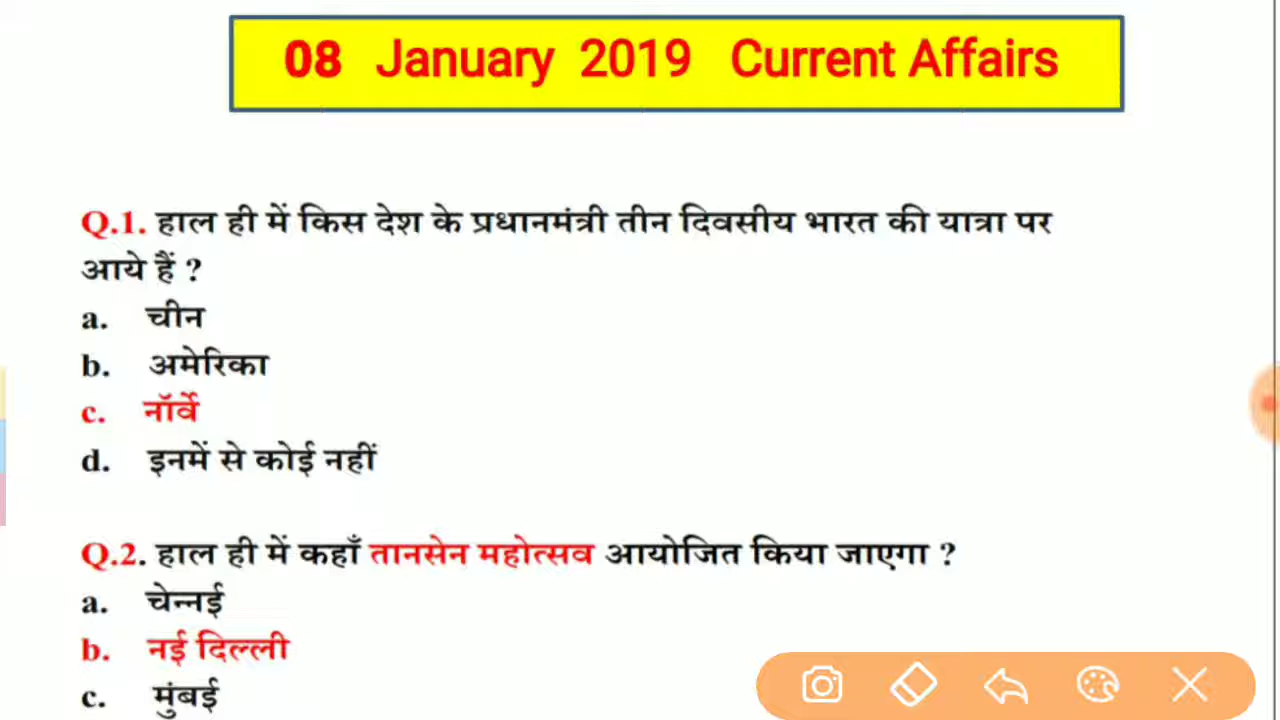 08 January 2019 Current Affairs
Q.1. हाल ही में किस देश के प्रधानमंत्री तीन दिवसीय भारत की यात्रा पर
आये हैं ?
a. चीन
b. अमेरिका
c. नॉर्वे
d. इनमें से कोई नहीं
Q.2. हाल ही में कहाँ तानसेन महोत्सव आयोजित किया जाएगा ?
a. चेन्नई
b. नई दिल्ली
c. मुंबई